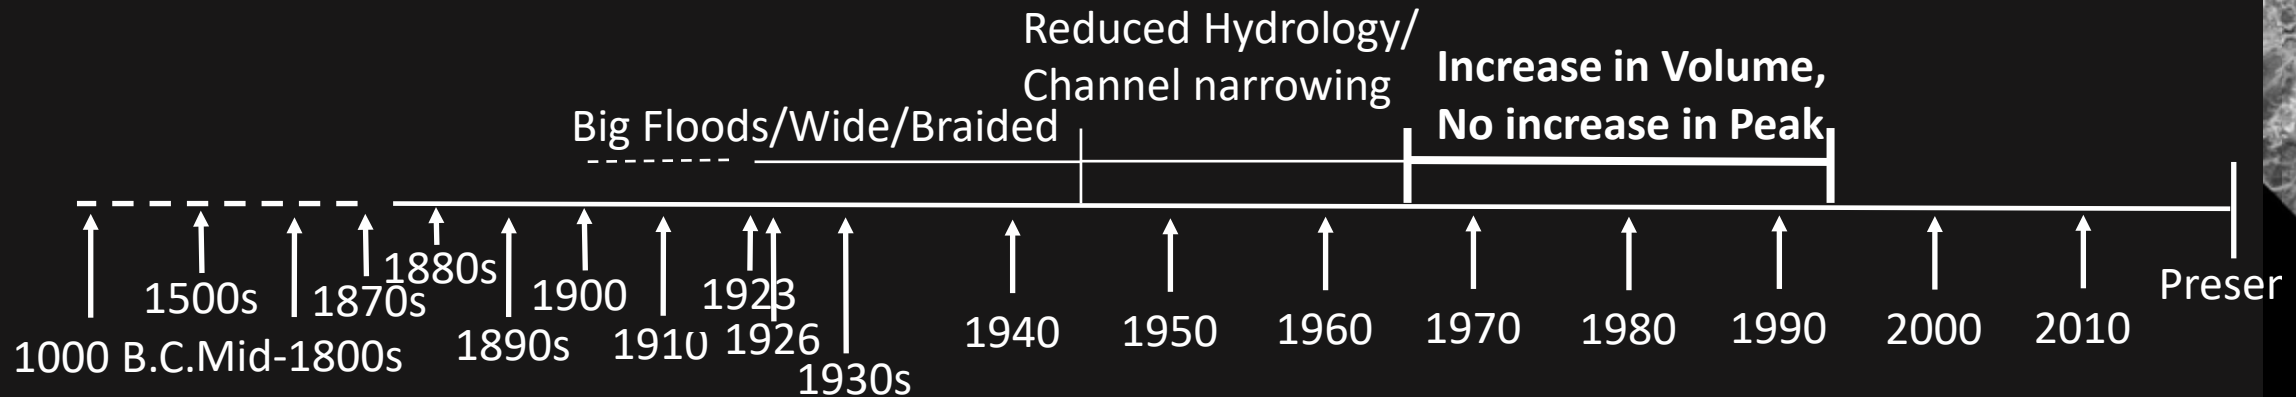 Reduced Hydrology/
Channel narrowing
Increase in Volume,
No increase in Peak
Big Floods/Wide/Braided
1000 B.C.
1500s
Mid-1800s
1870s
1880s
1890s
1900
1910
1923
1926
1930s
1940
1950
1960
1970
1980
1990
2000
2010
Presen